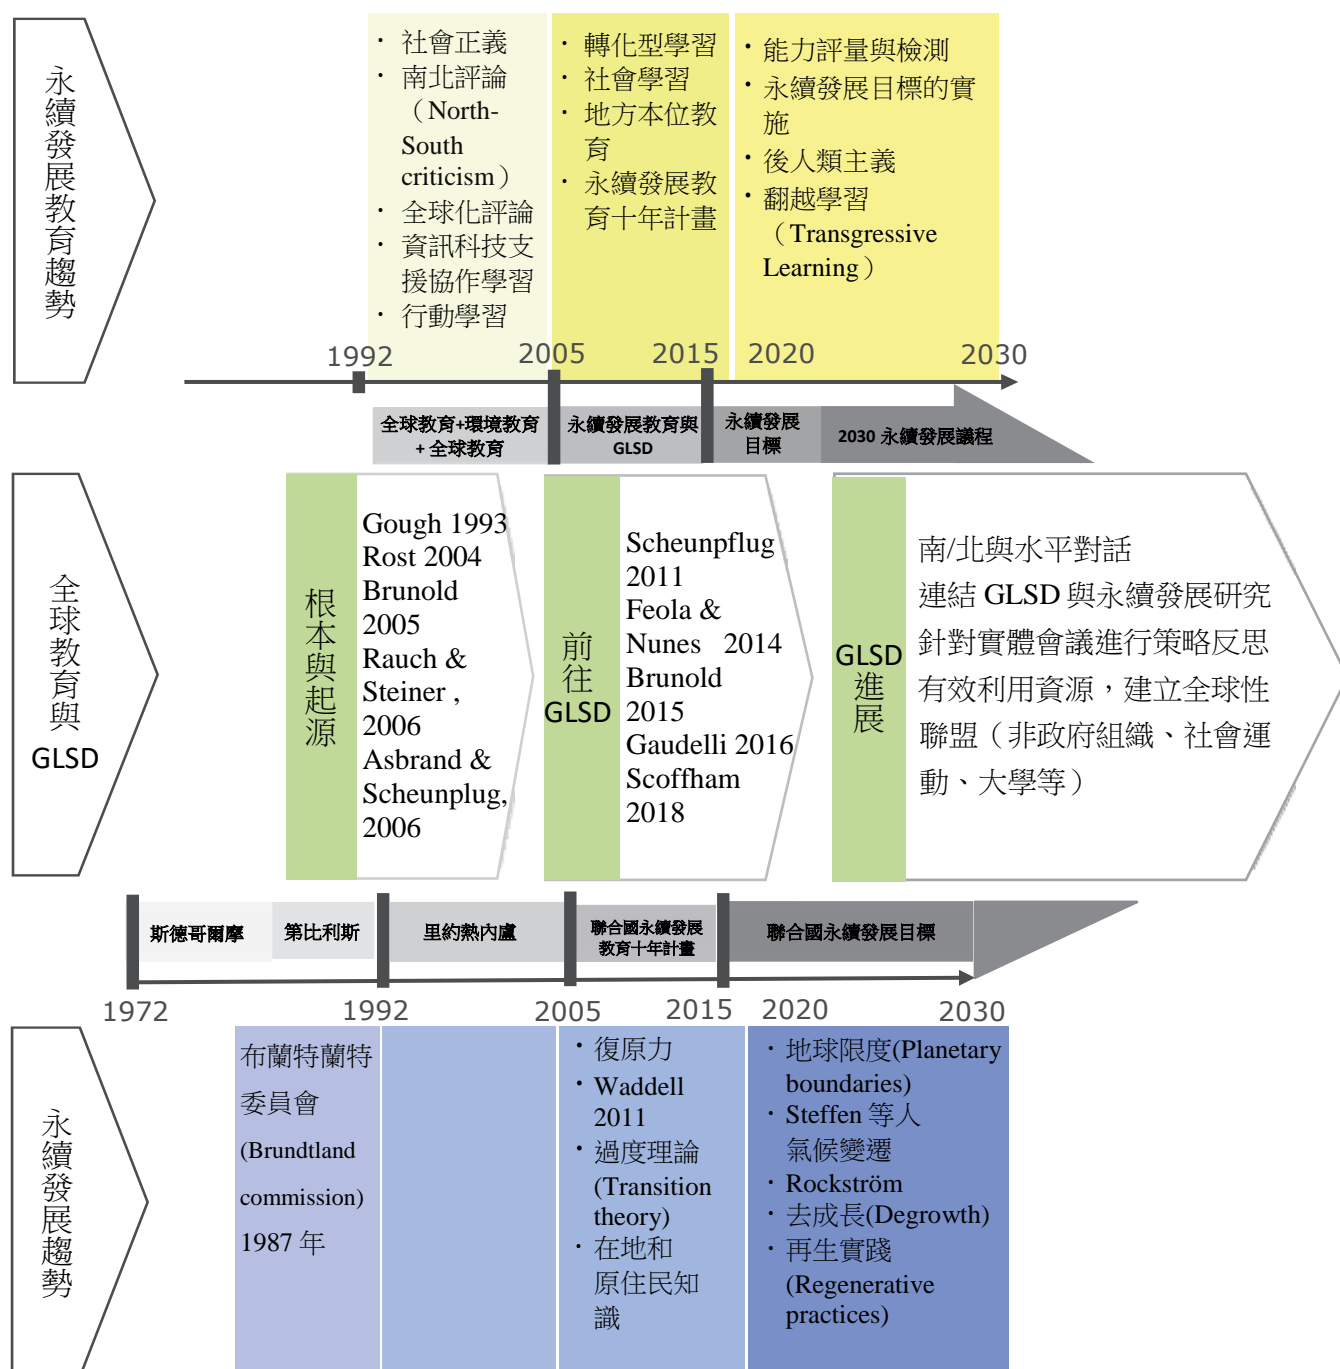 永續發展教育趨勢
· 社會正義
· 南北評論
（North-
South
criticism）
· 全球化評論
· 資訊科技支
援協作學習
· 行動學習
· 轉化型學習
· 社會學習
· 地方本位教
育
· 永續發展教
育十年計畫
· 能力評量與檢測
· 永續發展目標的實
施
· 後人類主義
· 翻越學習
（Transgressive
Learning）
1992
2005
2015
2020
2030
全球教育+環境教育
+ 全球教育
永續發展教育與
GLSD
永續發展
目標
2030 永續發展議程
全球教育與
GLSD
根本與起源
Gough 1993
Rost 2004
Brunold
2005
Rauch &
Steiner ,
2006
Asbrand &
Scheunplug,
2006
前往
GLSD
Scheunpflug
2011
Feola &
Nunes 2014
Brunold
2015
Gaudelli 2016
Scoffham
2018
GLSD
進展
南/北與水平對話
連結 GLSD 與永續發展研究
針對實體會議進行策略反思
有效利用資源，建立全球性
聯盟（非政府組織、社會運
動、大學等）
斯德哥爾摩
第比利斯
里約熱內盧
聯合國永續發展
教育十年計畫
聯合國永續發展目標
1972
1992
2005
2015
2020
2030
永續發展趨勢
布蘭特蘭特
委員會
(Brundtland
commission)
1987 年
· 復原力
· Waddell
2011
· 過度理論
(Transition
theory)
· 在地和
原住民知
識
· 地球限度(Planetary
boundaries)
· Steffen 等人
氣候變遷
· Rockström
· 去成長(Degrowth)
· 再生實踐
(Regenerative
practices)